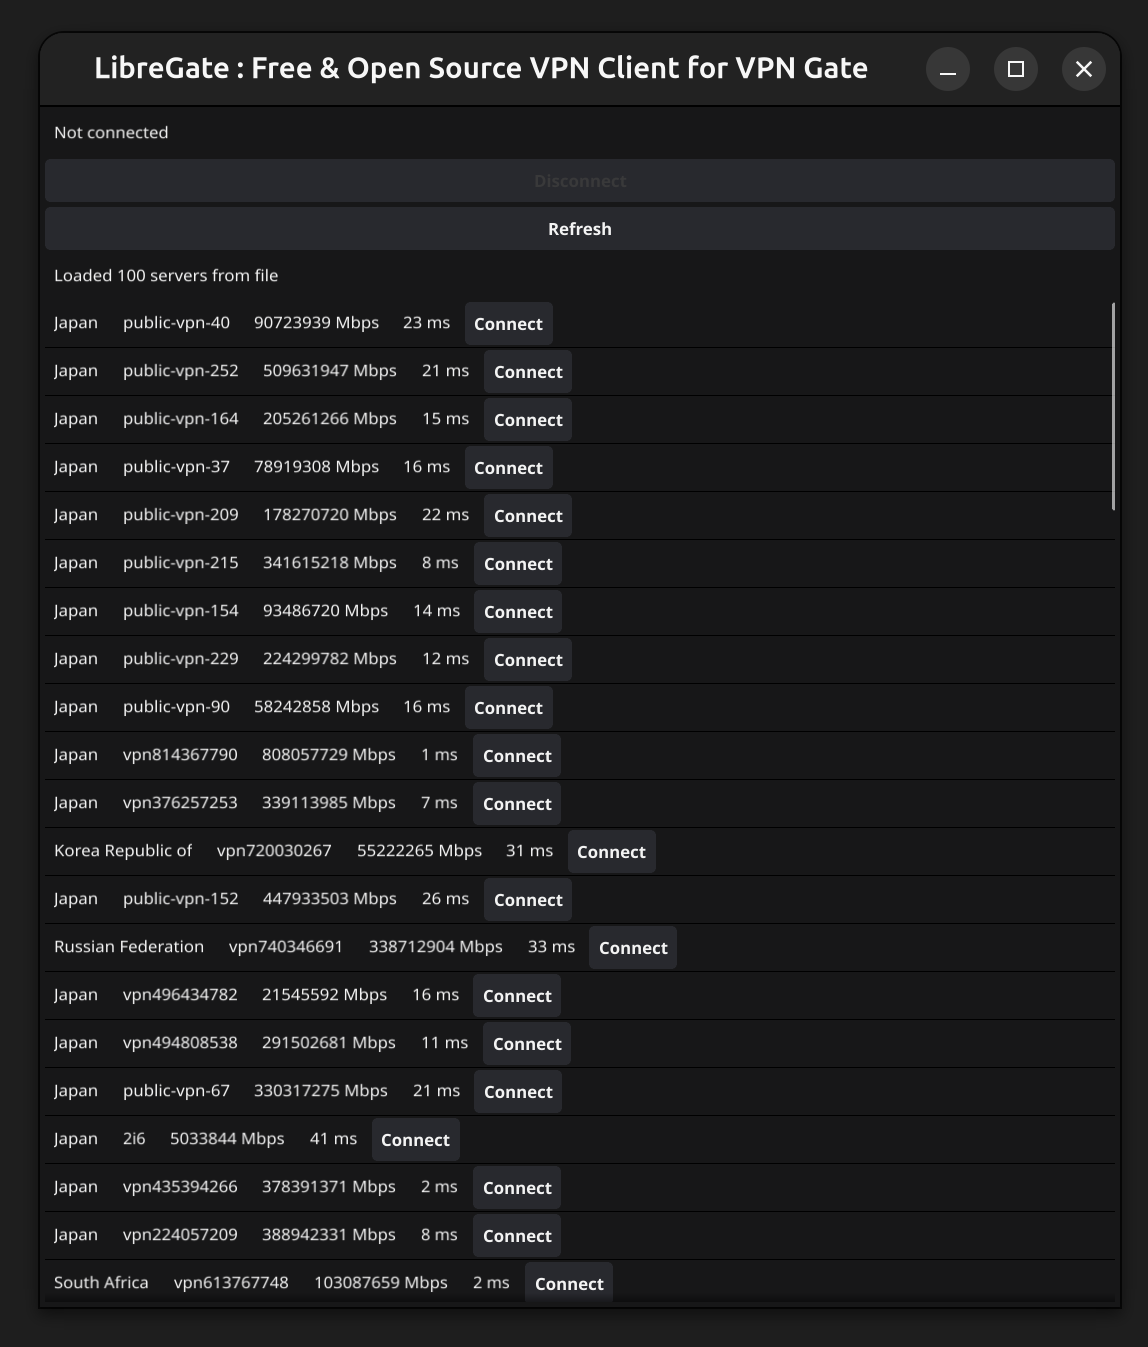 LibreGate : Free & Open Source VPN Client for VPN Gate
Not connected
Disconnect
Refresh
Loaded 100 servers from file
Japan public-vpn-40 90723939 Mbps 23 ms Connect
Japan public-vpn-252 509631947 Mbps 21 ms Connect
Japan public-vpn-164 205261266 Mbps 15 ms Connect
Japan public-vpn-37 78919308 Mbps 16 ms Connect
Japan public-vpn-209 178270720 Mbps 22 ms Connect
Japan public-vpn-215 341615218 Mbps 8 ms Connect
Japan public-vpn-154 93486720 Mbps 14 ms Connect
Japan public-vpn-229 224299782 Mbps 12 ms Connect
Japan public-vpn-90 58242858 Mbps 16 ms Connect
Japan vpn814367790 808057729 Mbps 1 ms Connect
Japan vpn376257253 339113985 Mbps 7 ms Connect
Korea Republic of vpn720030267 55222265 Mbps 31 ms Connect
Japan public-vpn-152 447933503 Mbps 26 ms Connect
Russian Federation vpn740346691 338712904 Mbps 33 ms Connect
Japan vpn496434782 21545592 Mbps 16 ms Connect
Japan vpn494808538 291502681 Mbps 11 ms Connect
Japan public-vpn-67 330317275 Mbps 21 ms Connect
Japan 2i6 5033844 Mbps 41 ms Connect
Japan vpn435394266 378391371 Mbps 2 ms Connect
Japan vpn224057209 388942331 Mbps 8 ms Connect
South Africa vpn613767748 103087659 Mbps 2 ms Connect